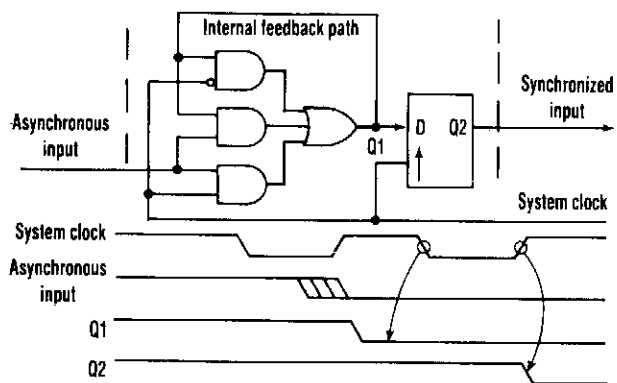 Internal feedback path
Synchronized
input
Asynchronous
input
D Q2
Q1
System clock
System clock
Asynchronous
input
Q1
Q2